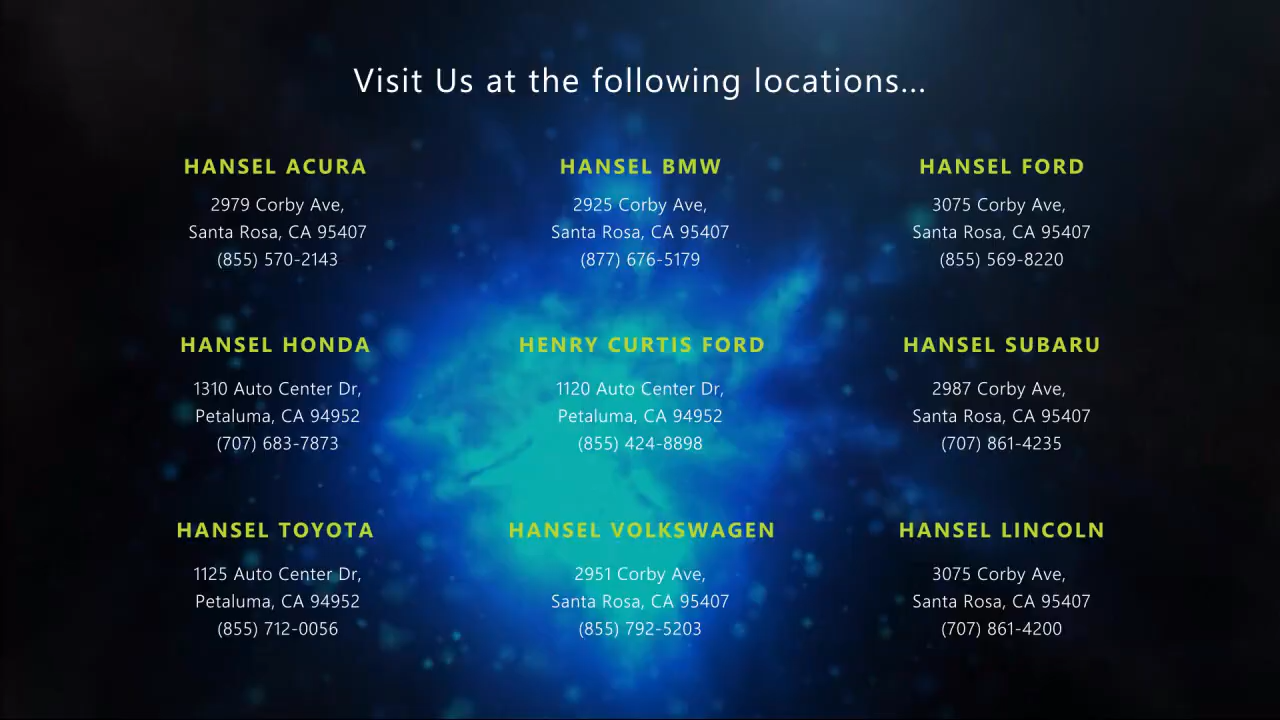 Visit Us at the following locations...
HANSEL ACURA
2979 Corby Ave,
Santa Rosa, CA 95407
(855) 570-2143
HANSEL BMW
2925 Corby Ave,
Santa Rosa, CA 95407
(877) 676-5179
HANSEL FORD
3075 Corby Ave,
Santa Rosa, CA 95407
(855) 569-8220
HANSEL HONDA
1310 Auto Center Dr,
Petaluma, CA 94952
(707) 683-7873
HENRY CURTIS FORD
1120 Auto Center Dr,
Petaluma, CA 94952
(855) 424-8898
HANSEL SUBARU
2987 Corby Ave,
Santa Rosa, CA 95407
(707) 861-4235
HANSEL TOYOTA
1125 Auto Center Dr,
Petaluma, CA 94952
(855) 712-0056
HANSEL VOLKSWAGEN
2951 Corby Ave,
Santa Rosa, CA 95407
(855) 792-5203
HANSEL LINCOLN
3075 Corby Ave,
Santa Rosa, CA 95407
(707) 861-4200